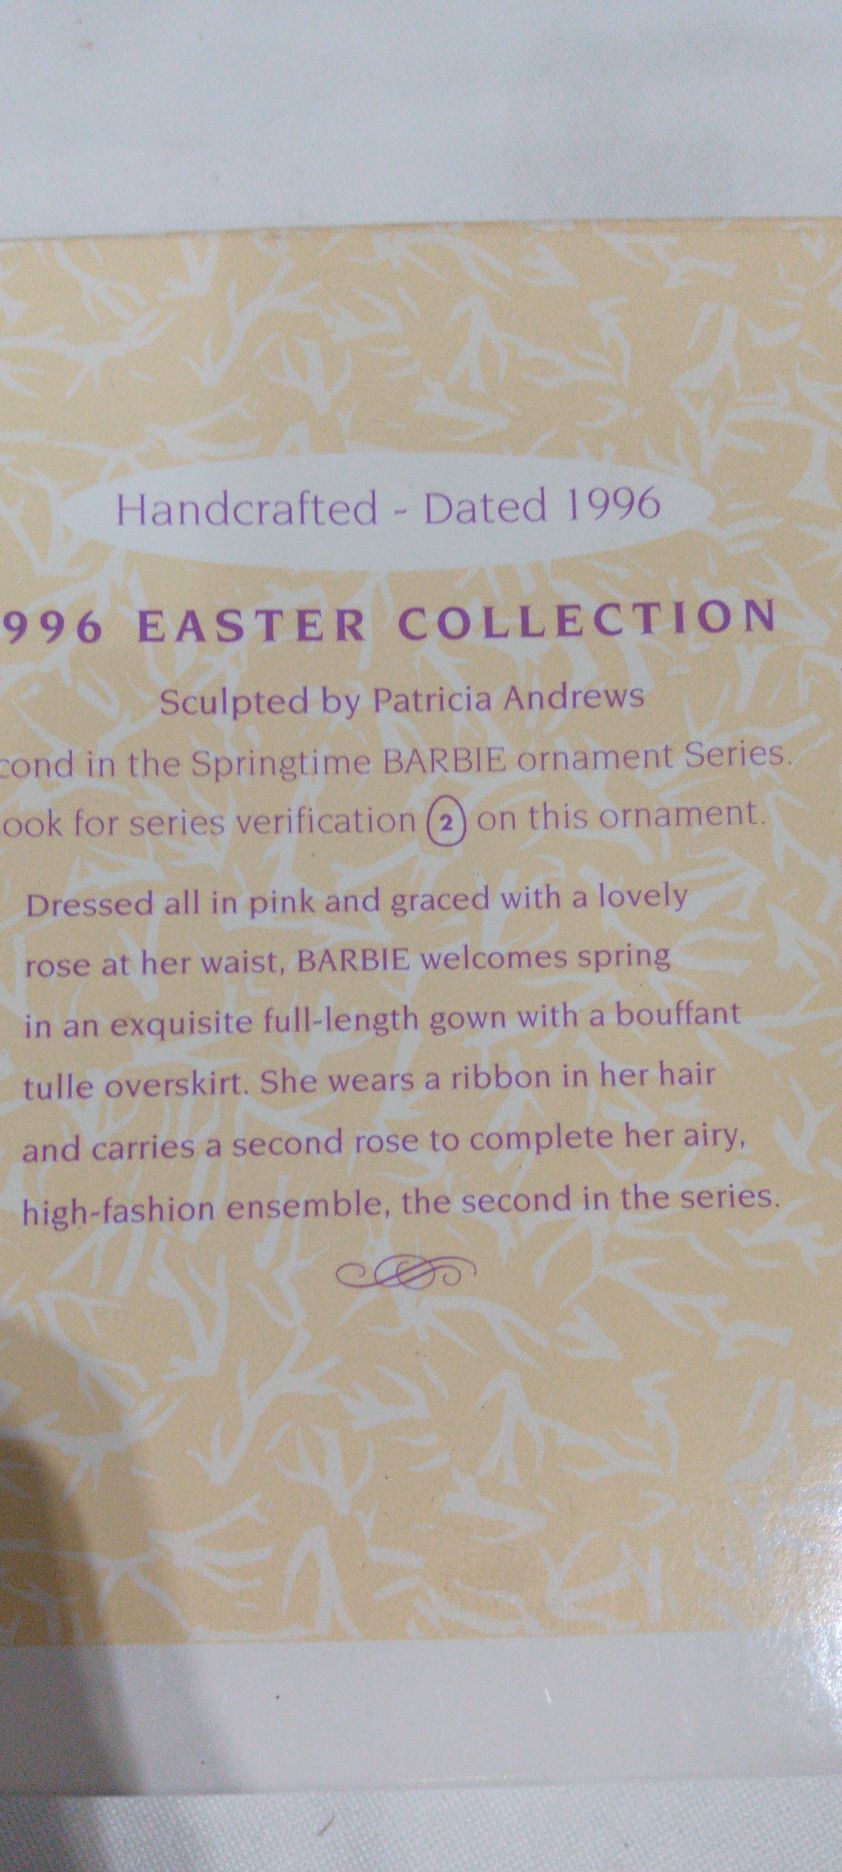 Handcrafted - Dated 1996
996 EASTER COLLECTION
Sculpted by Patricia Andrews
cond in the Springtime BARBIE ornament Series.
ook for series verification 2 on this ornament.
Dressed all in pink and graced with a lovely
rose at her waist, BARBIE welcomes spring
in an exquisite full-length gown with a bouffant
tulle overskirt. She wears a ribbon in her hair
and carries a second rose to complete her airy,
high-fashion ensemble, the second in the series.